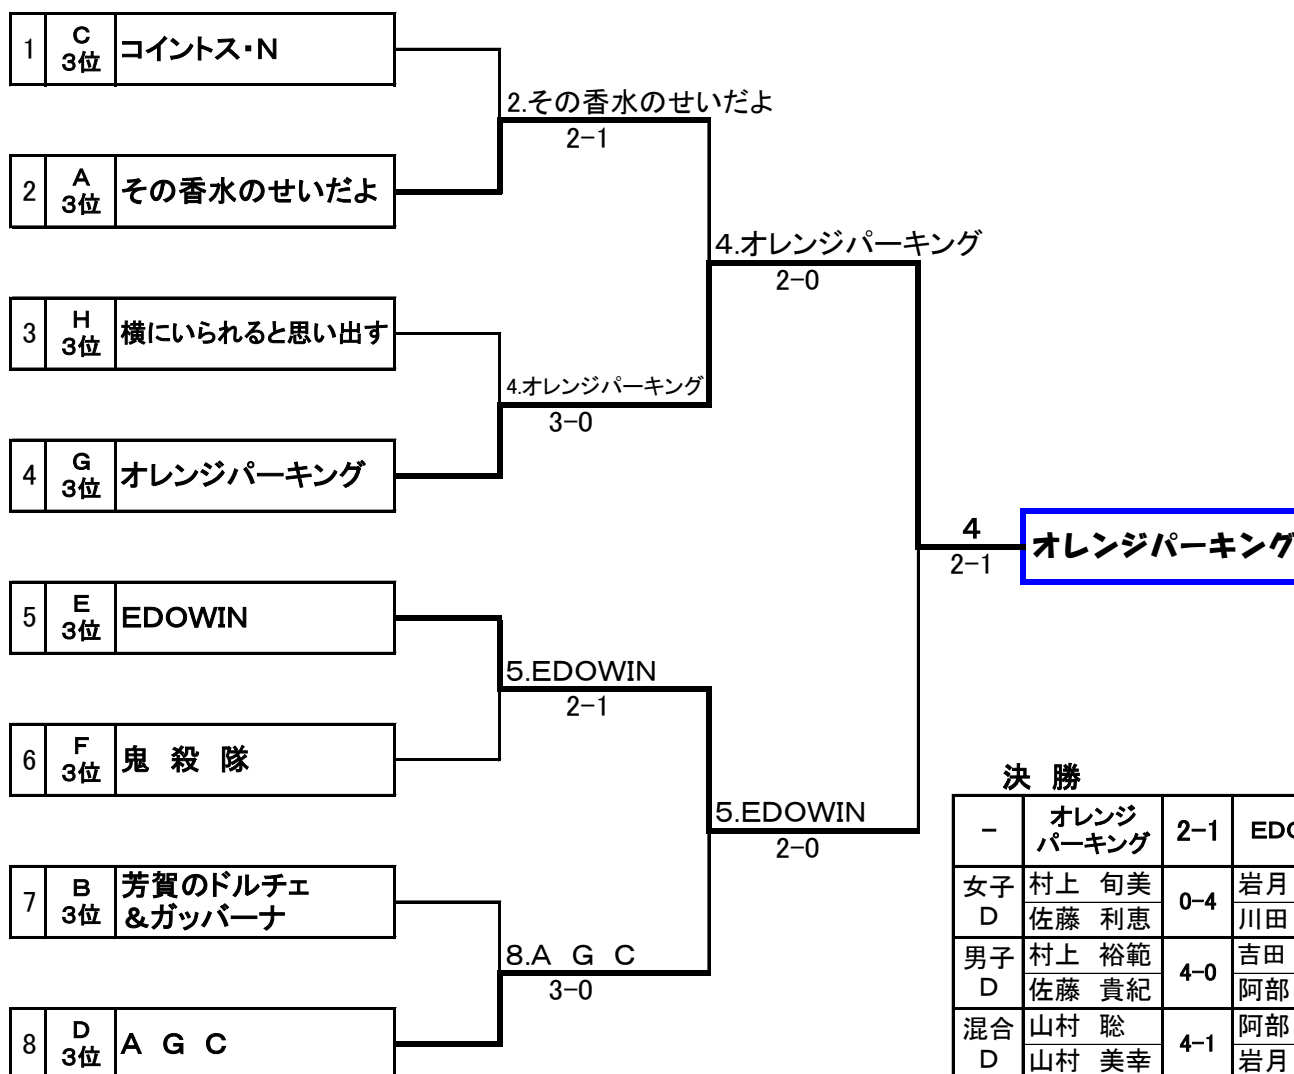 1 C 3位 コイントス・N
2.その香水のせいだよ
2-1
2 A 3位 その香水のせいだよ
4.オレンジパーキング
2-0
3 H 3位 横にいられると思い出す
4.オレンジパーキング
3-0
4 G 3位 オレンジパーキング
4
2-1
オレンジパーキング
5 E 3位 EDOWIN
5.EDOWIN
2-1
6 F 3位 鬼 殺 隊
5.EDOWIN
2-0
7 B 3位 芳賀のドルチェ
&ガッバーナ
8.A G C
3-0
8 D 3位 A G C
決 勝
- オレンジ
パーキング 2-1 EDO
女子 D 村上 旬美 0-4 岩月
佐藤 利恵 川田
男子 D 村上 裕範 4-0 吉田
佐藤 貴紀 阿部
混合 D 山村 聡 4-1 阿部
山村 美幸 岩月